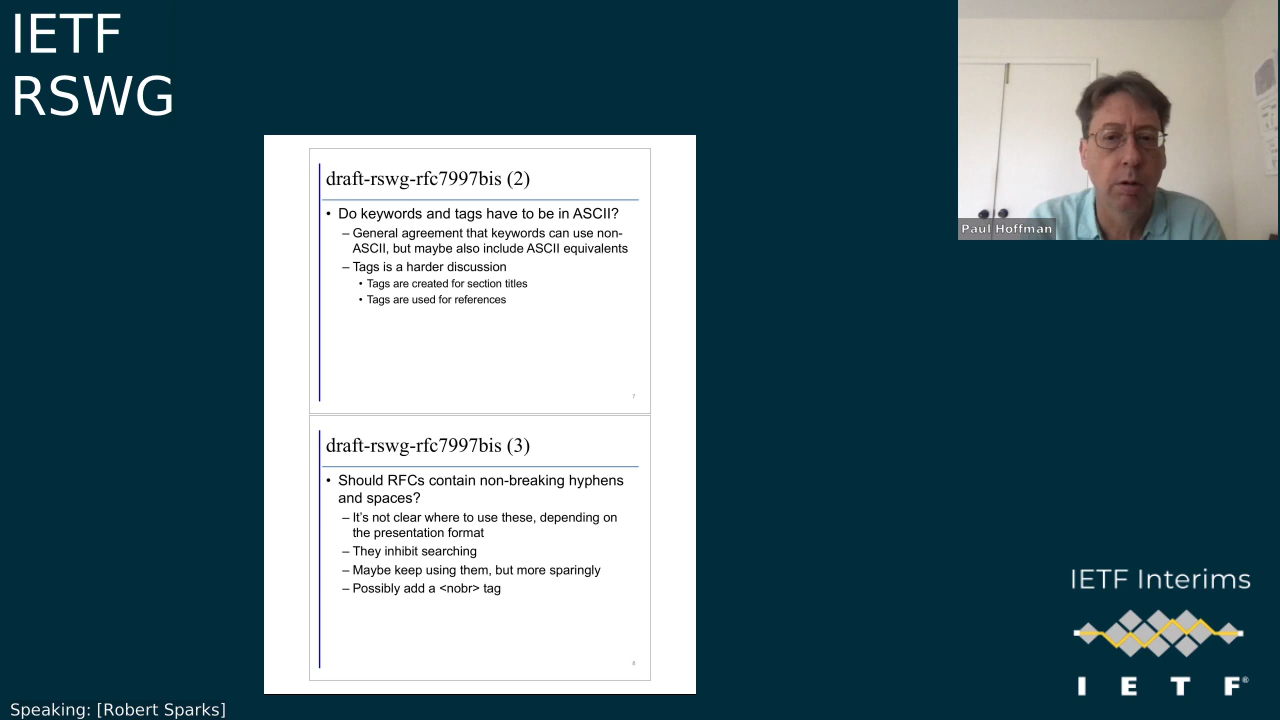 IETF
RSWG
draft-rswg-rfc7997bis (2)
• Do keywords and tags have to be in ASCII?
– General agreement that keywords can use non-
ASCII, but maybe also include ASCII equivalents
– Tags is a harder discussion
• Tags are created for section titles
• Tags are used for references
7
draft-rswg-rfc7997bis (3)
• Should RFCs contain non-breaking hyphens
and spaces?
– It’s not clear where to use these, depending on
the presentation format
– They inhibit searching
– Maybe keep using them, but more sparingly
– Possibly add a <nobr> tag
8
Paul Hoffman
IETF Interims
I E T F®
Speaking: [Robert Sparks]